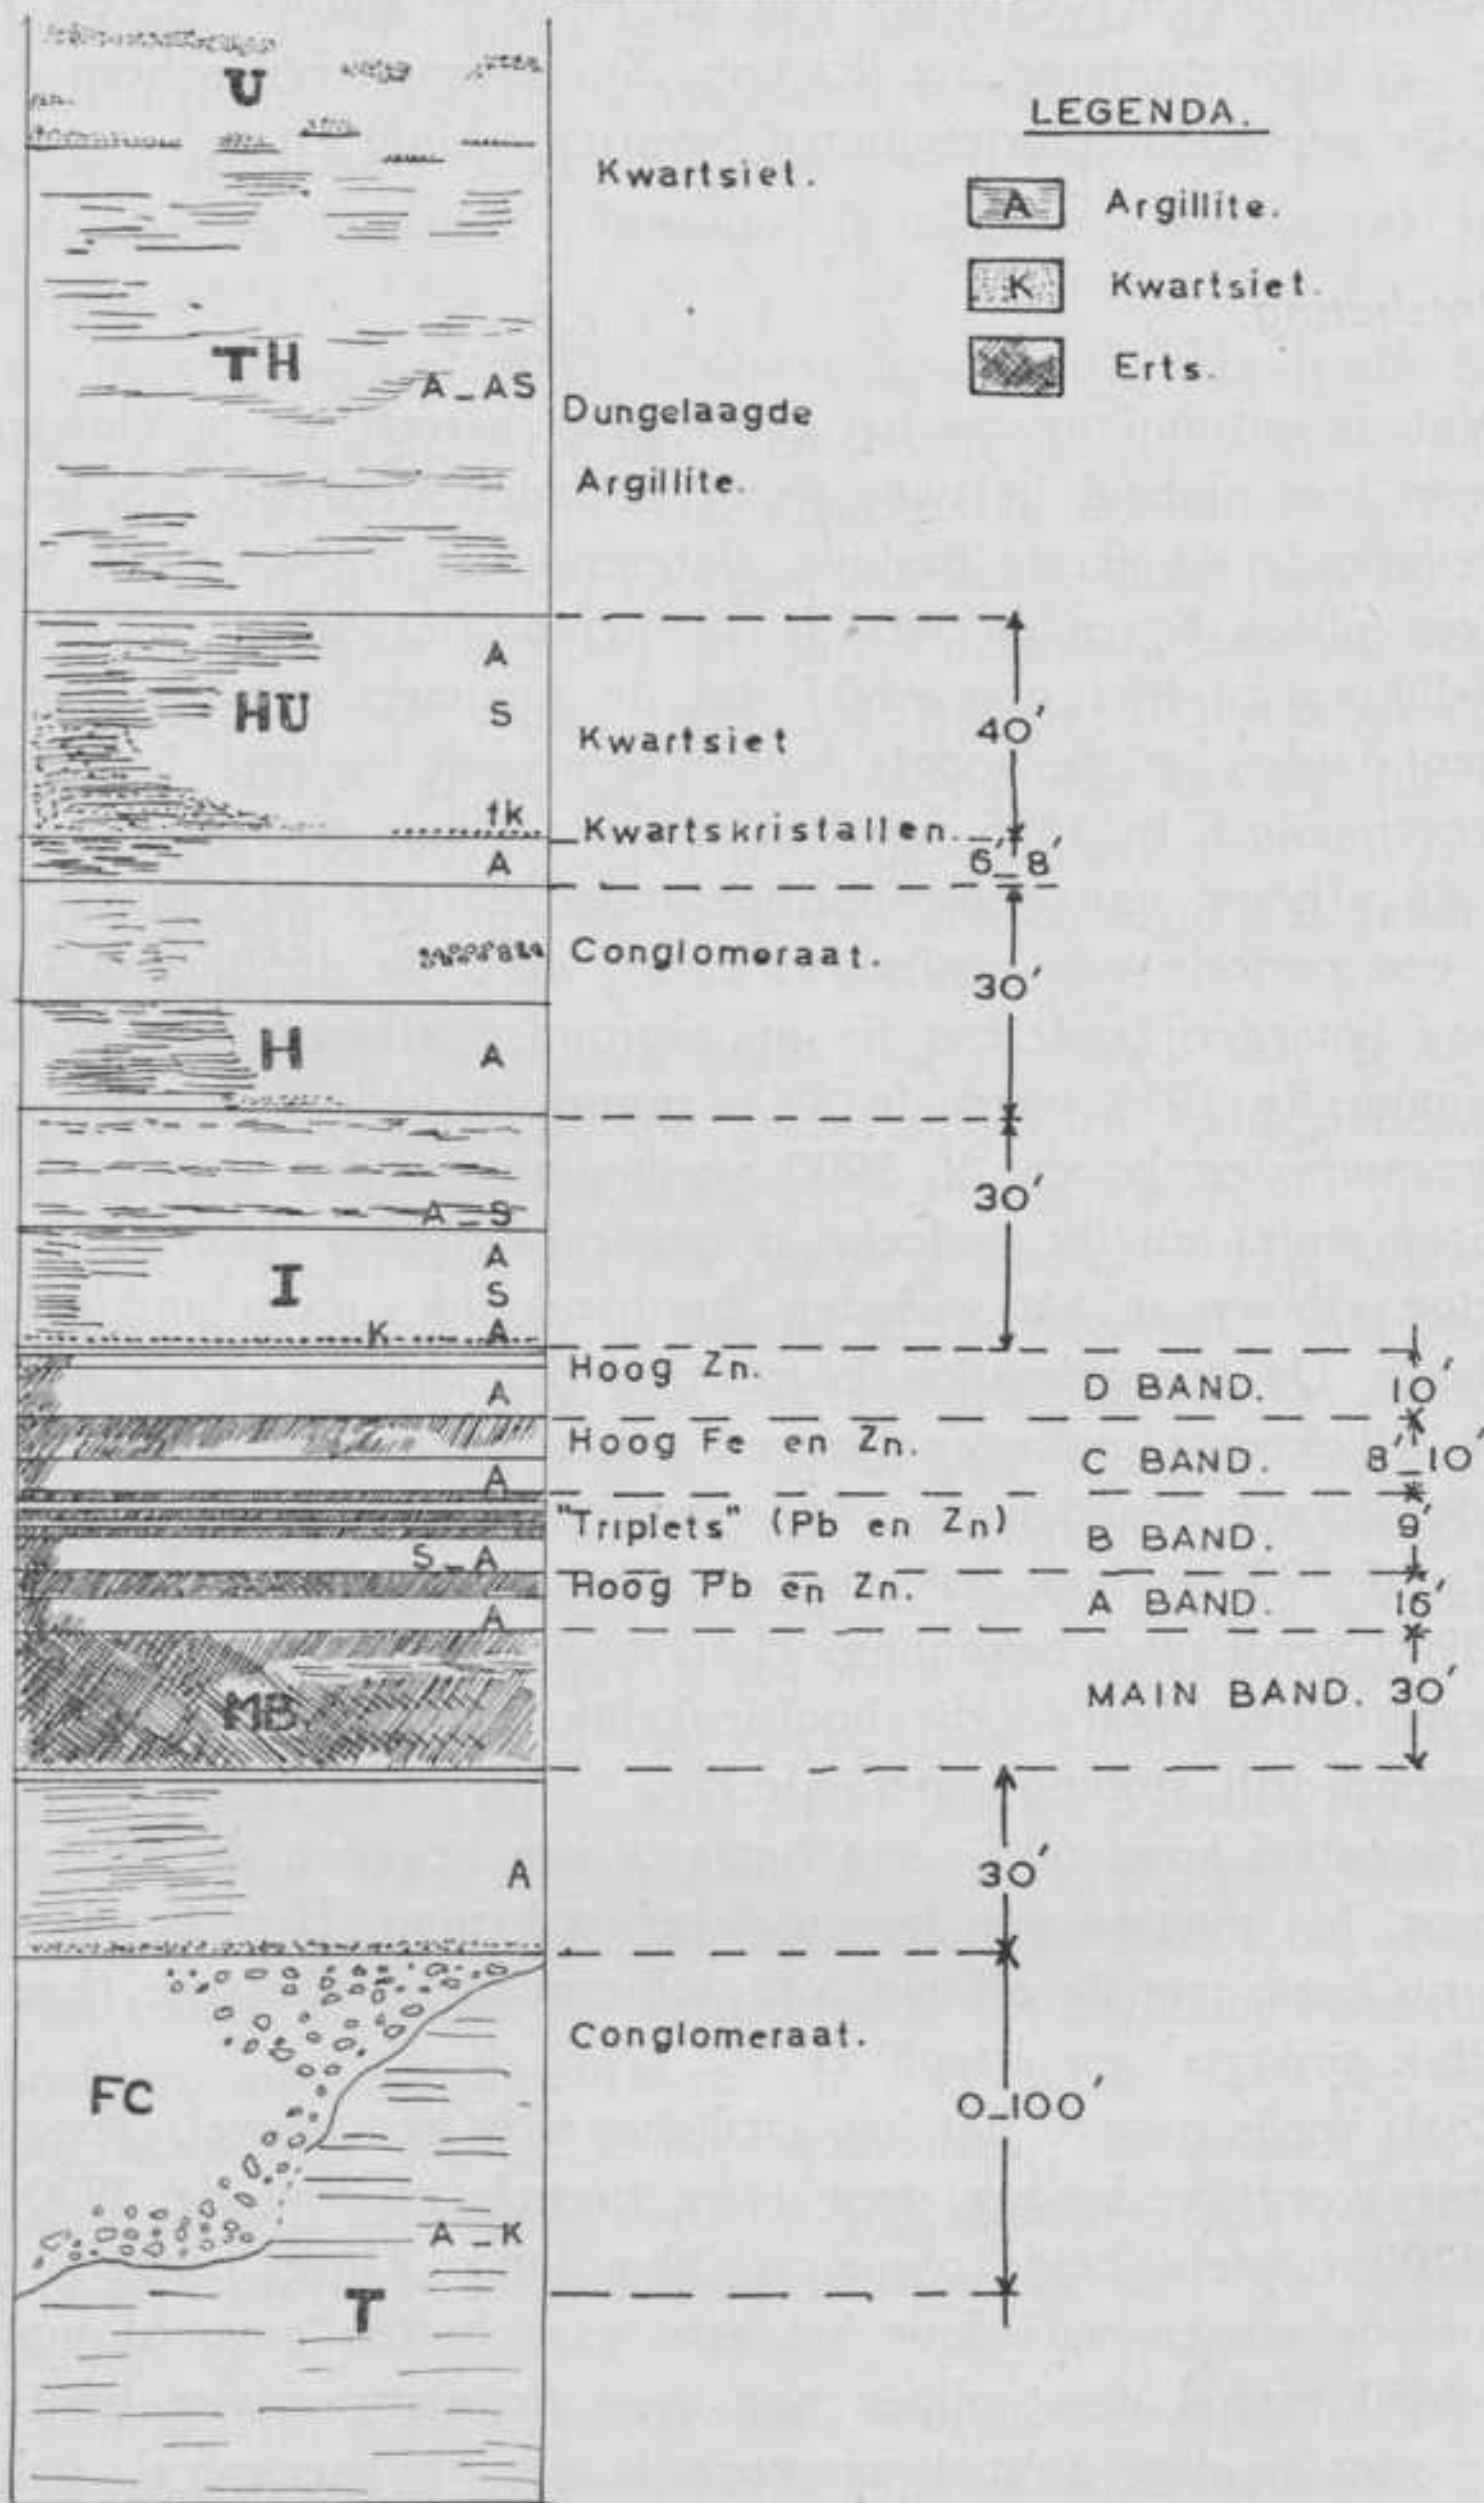 U
Kwartsiet.
LEGENDA.
A Argillite.
K Kwartsiet.
Erts.
TH
A_AS
Dungelaagde
Argillite.
HU
A
S
Kwartsiet
40'
tk
Kwartskristallen.
A
6'_8'
Conglomeraat.
30'
H
A
30'
A_S
I
A
S
K
A
Hoog Zn.
D BAND.
10'
A
Hoog Fe en Zn.
C BAND.
8'_10'
A
"Triplets" (Pb en Zn)
B BAND.
9'
S_A
Hoog Pb en Zn.
A BAND.
16'
A
MB
MAIN BAND.
30'
A
30'
Conglomeraat.
FC
0_100'
A_K
T